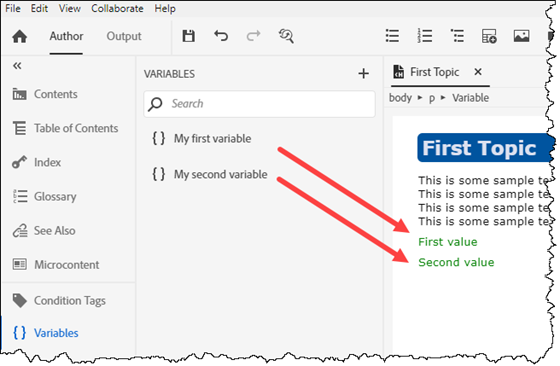 File Edit View Collaborate Help
Author Output
Contents
Table of Contents
Index
Glossary
See Also
Microcontent
Condition Tags
Variables
VARIABLES
Search
My first variable
My second variable
First Topic
body p Variable
First Topic
This is some sample te
This is some sample te
This is some sample te
This is some sample te
First value
Second value